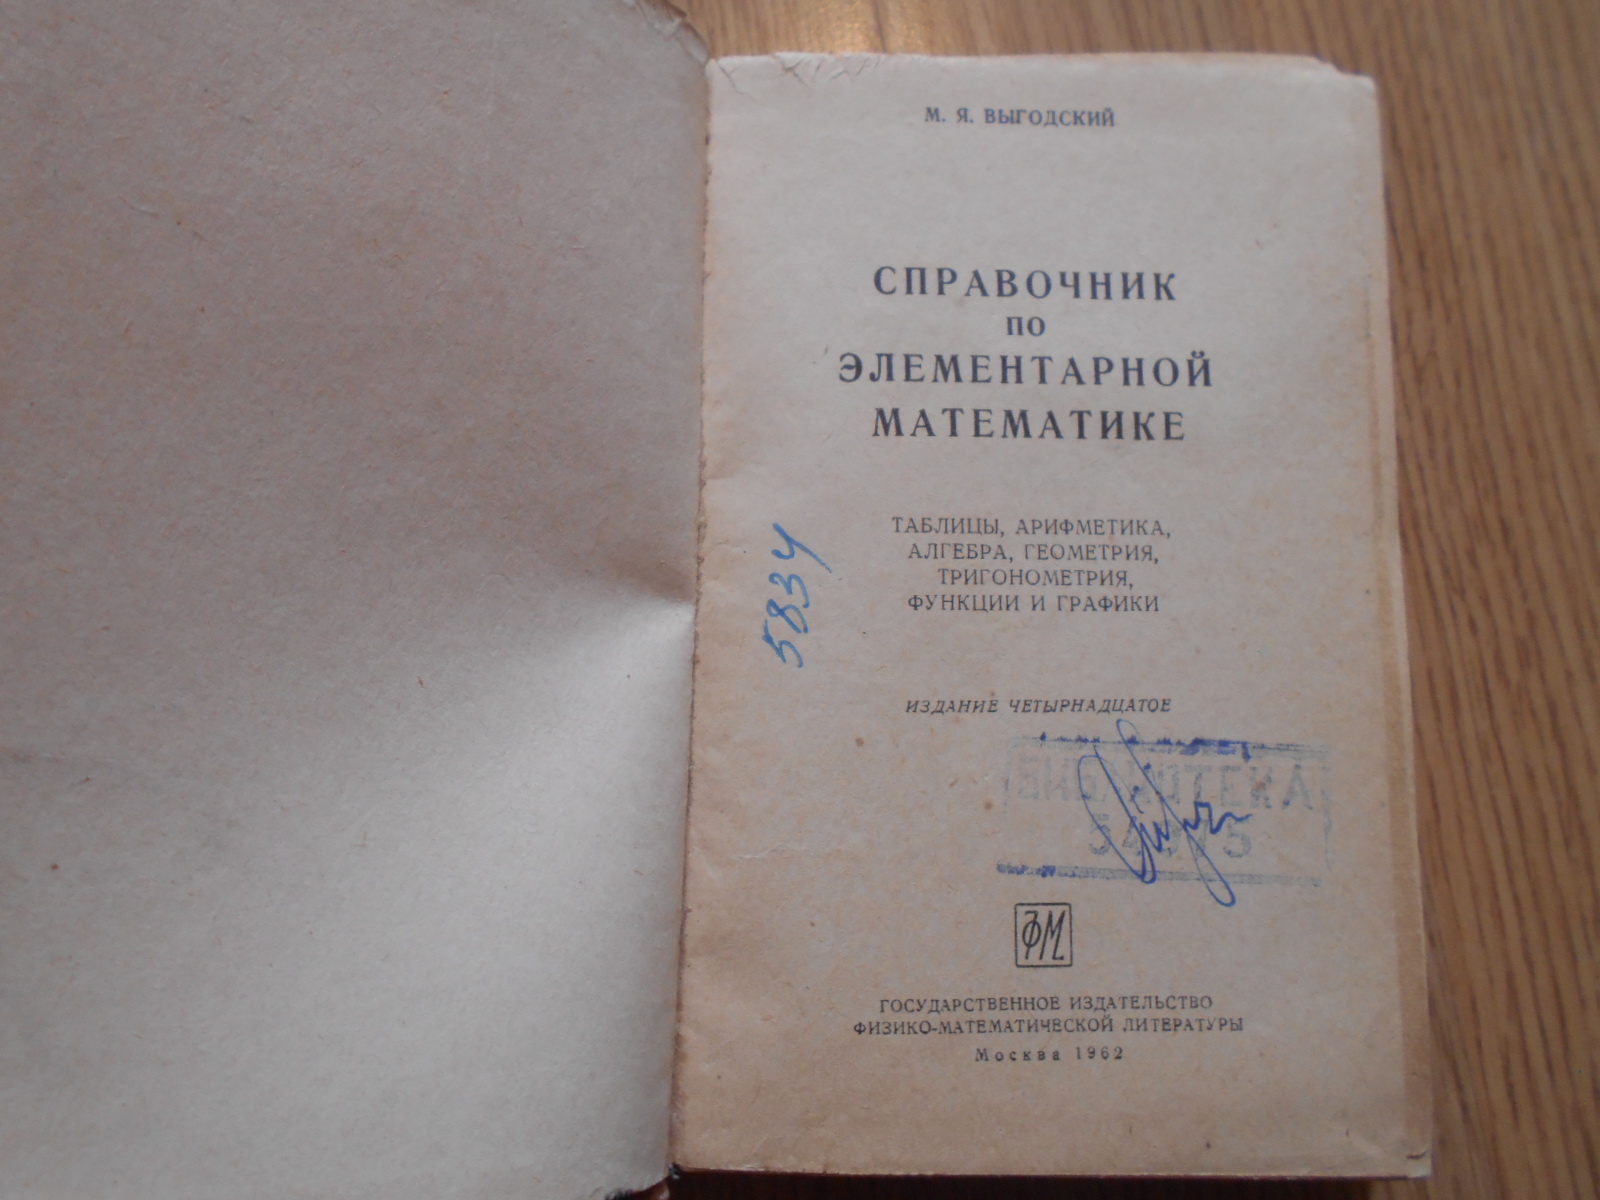 М. Я. ВЫГОДСКИЙ
СПРАВОЧНИК
ПО
ЭЛЕМЕНТАРНОЙ
МАТЕМАТИКЕ
ТАБЛИЦЫ, АРИФМЕТИКА,
АЛГЕБРА, ГЕОМЕТРИЯ,
ТРИГОНОМЕТРИЯ,
ФУНКЦИИ И ГРАФИКИ
5834
ИЗДАНИЕ ЧЕТЫРНАДЦАТОЕ
БИБЛИОТЕКА
ФМ
ГОСУДАРСТВЕННОЕ ИЗДАТЕЛЬСТВО
ФИЗИКО-МАТЕМАТИЧЕСКОЙ ЛИТЕРАТУРЫ
Москва 1962